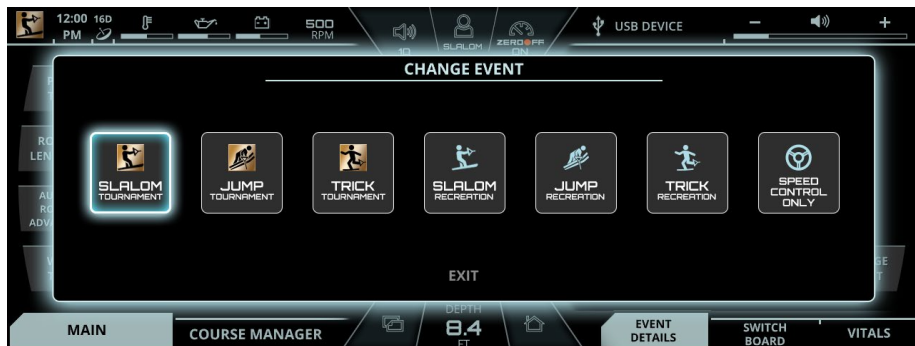 12:00 16D
PM
500
RPM
1D
SLALOM
ZERO OFF
ON
USB DEVICE
CHANGE EVENT
SLALOM
TOURNAMENT
JUMP
TOURNAMENT
TRICK
TOURNAMENT
SLALOM
RECREATION
JUMP
RECREATION
TRICK
RECREATION
SPEED
CONTROL
ONLY
EXIT
MAIN
COURSE MANAGER
DEPTH
8.4
FT
EVENT
DETAILS
SWITCH
BOARD
VITALS